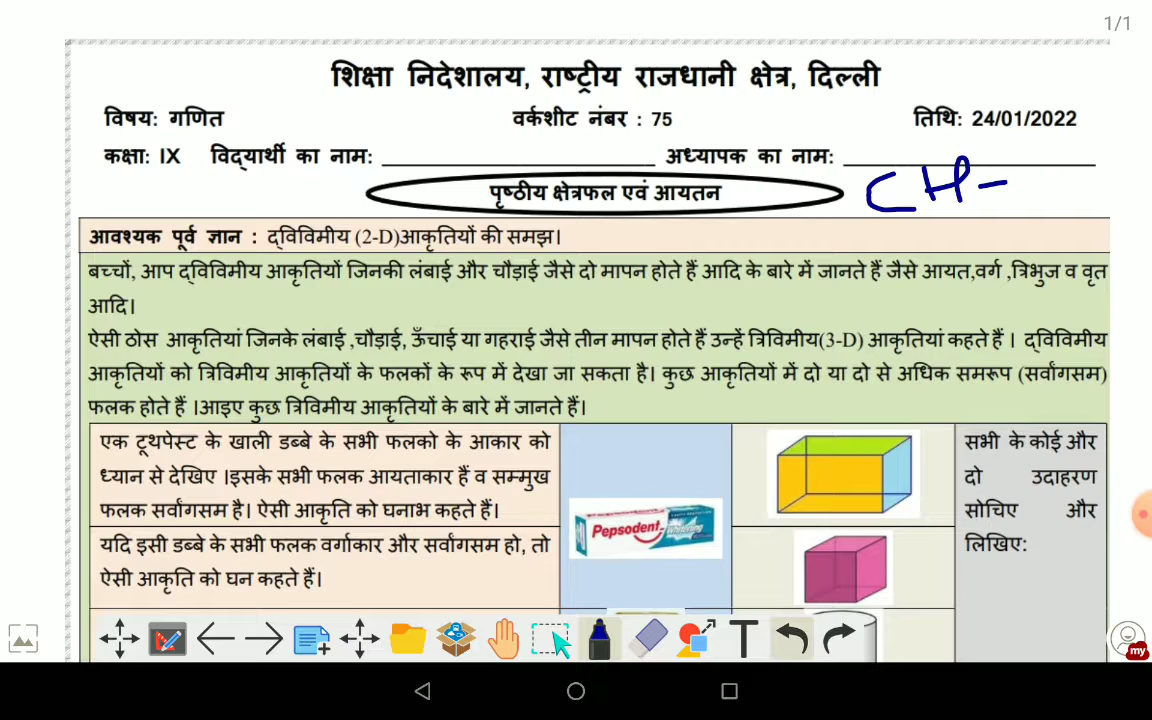 1/1
शिक्षा निदेशालय, राष्ट्रीय राजधानी क्षेत्र, दिल्ली
विषय: गणित वर्कशीट नंबर : 75 तिथि: 24/01/2022
कक्षा: IX विद्यार्थी का नाम: ____________________ अध्यापक का नाम: ____________________
पृष्ठीय क्षेत्रफल एवं आयतन CH-
आवश्यक पूर्व ज्ञान : द्विविमीय (2-D)आकृतियों की समझ।
बच्चों, आप द्विविमीय आकृतियों जिनकी लंबाई और चौड़ाई जैसे दो मापन होते हैं आदि के बारे में जानते हैं जैसे आयत,वर्ग ,त्रिभुज व वृत
आदि।
ऐसी ठोस आकृतियां जिनके लंबाई ,चौड़ाई, ऊँचाई या गहराई जैसे तीन मापन होते हैं उन्हें त्रिविमीय(3-D) आकृतियां कहते हैं । द्विविमीय
आकृतियों को त्रिविमीय आकृतियों के फलकों के रूप में देखा जा सकता है। कुछ आकृतियों में दो या दो से अधिक समरूप (सर्वांगसम)
फलक होते हैं ।आइए कुछ त्रिविमीय आकृतियों के बारे में जानते हैं।
एक टूथपेस्ट के खाली डब्बे के सभी फलको के आकार को
ध्यान से देखिए ।इसके सभी फलक आयताकार हैं व सम्मुख
फलक सर्वांगसम है। ऐसी आकृति को घनाभ कहते हैं।
यदि इसी डब्बे के सभी फलक वर्गाकार और सर्वांगसम हो, तो
ऐसी आकृति को घन कहते हैं।
Pepsodent
सभी के कोई और
दो उदाहरण
सोचिए और
लिखिए:
T
my